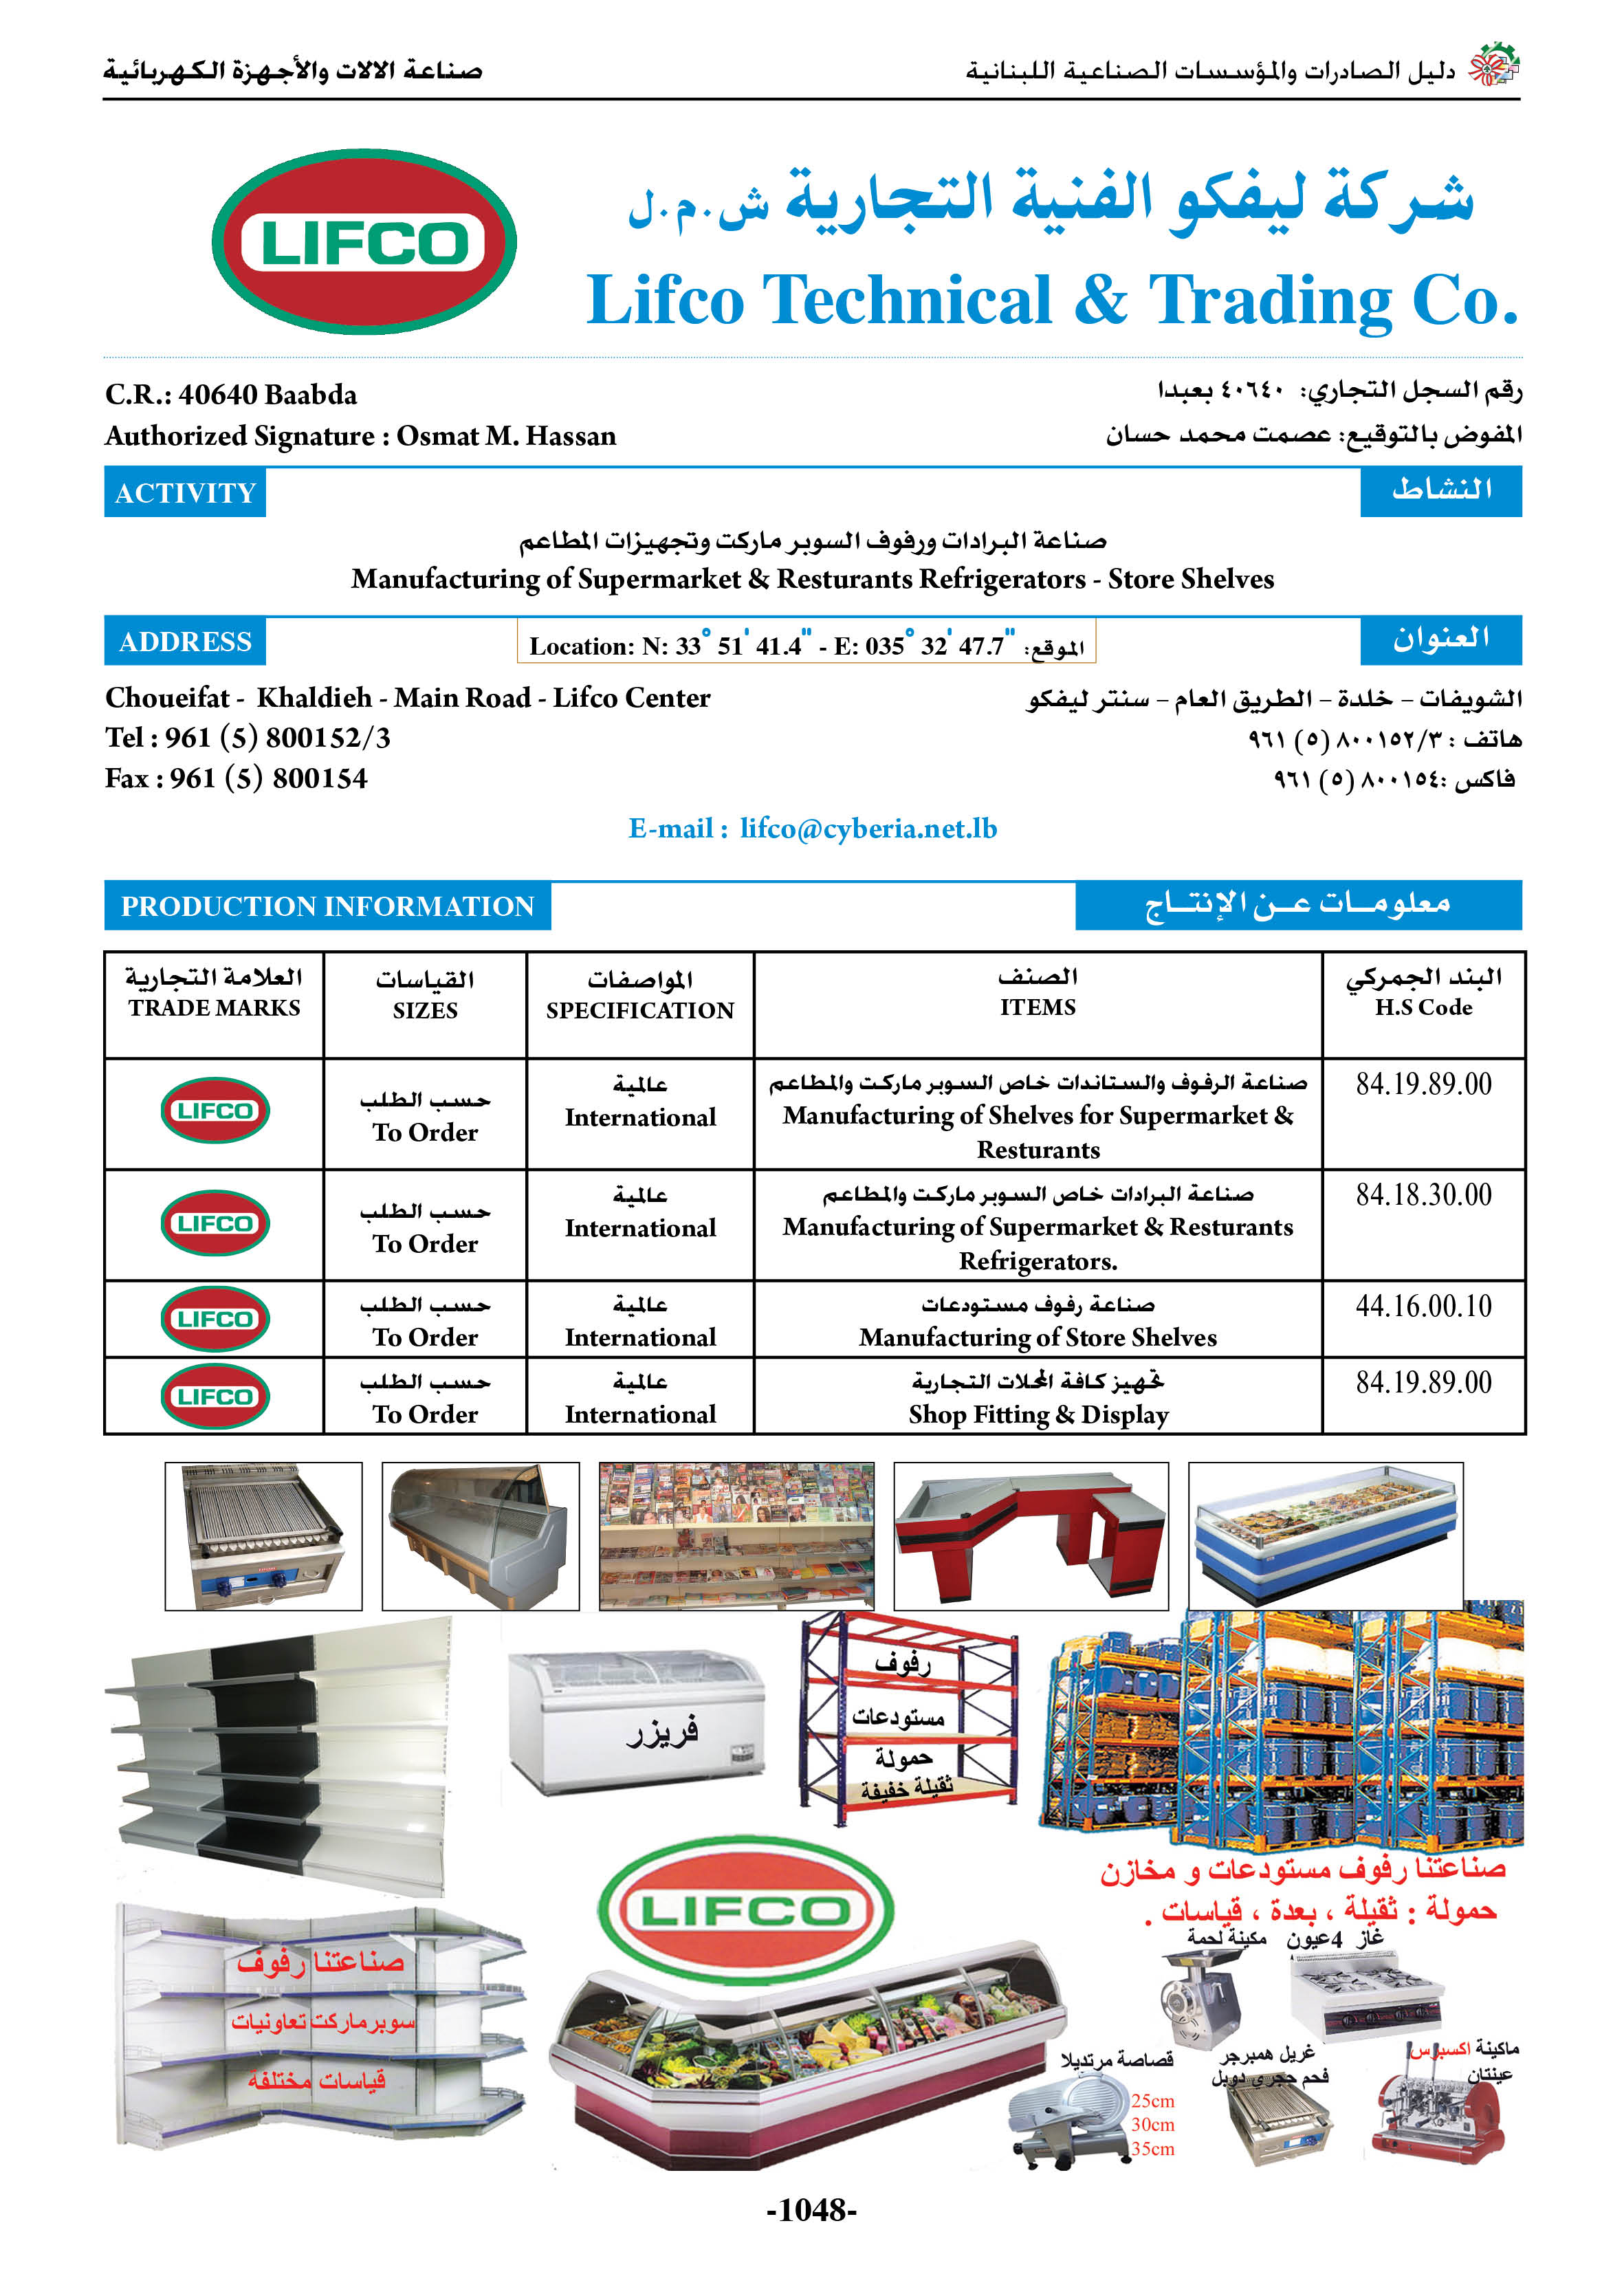 دليل الصادرات والمؤسسات الصناعية اللبنانية
صناعة الالات والأجهزة الكهربائية
LIFCO
شركة ليفكو الفنية التجارية ش.م.ل
Lifco Technical & Trading Co.
C.R.: 40640 Baabda
رقم السجل التجاري: ٤٠٦٤٠ بعبدا
Authorized Signature : Osmat M. Hassan
المفوض بالتوقيع: عصمت محمد حسان
ACTIVITY
النشاط
صناعة البرادات ورفوف السوبر ماركت وتجهيزات المطاعم
Manufacturing of Supermarket & Resturants Refrigerators - Store Shelves
ADDRESS
Location: N: 33° 51' 41.4" - E: 035° 32' 47.7" الموقع:
العنوان
Choueifat - Khaldieh - Main Road - Lifco Center
الشويفات – خلدة – الطريق العام – سنتر ليفكو
Tel : 961 (5) 800152/3
هاتف : ٨٠٠١٥٢/٣ (٥) ٩٦١
Fax : 961 (5) 800154
فاكس :٨٠٠١٥٤ (٥) ٩٦١
E-mail : lifco@cyberia.net.lb
PRODUCTION INFORMATION
معلومات عن الإنتاج
العلامة التجارية القياسات المواصفات الصنف البند الجمركي
TRADE MARKS SIZES SPECIFICATION ITEMS H.S Code
LIFCO
حسب الطلب
To Order
عالمية
International
صناعة الرفوف والستاندات خاص السوبر ماركت والمطاعم
Manufacturing of Shelves for Supermarket &
Resturants
84.19.89.00
LIFCO
حسب الطلب
To Order
عالمية
International
صناعة البرادات خاص السوبر ماركت والمطاعم
Manufacturing of Supermarket & Resturants
Refrigerators.
84.18.30.00
LIFCO
حسب الطلب
To Order
عالمية
International
صناعة رفوف مستودعات
Manufacturing of Store Shelves
44.16.00.10
LIFCO
حسب الطلب
To Order
عالمية
International
تجهيز كافة المحلات التجارية
Shop Fitting & Display
84.19.89.00
فريزر
رفوف
مستودعات
حمولة
ثقيلة خفيفة
صناعتنا رفوف مستودعات و مخازن
حمولة : ثقيلة ، بعدة ، قياسات .
LIFCO
صناعتنا رفوف
سوبرماركت تعاونيات
قياسات مختلفة
مكينة لحمة
غاز 4عيون
قصاصة مرتديلا
25cm
30cm
35cm
غريل همبرجر
فحم حجري دوبل
ماكينة اكسبرس
عينتان
-1048-